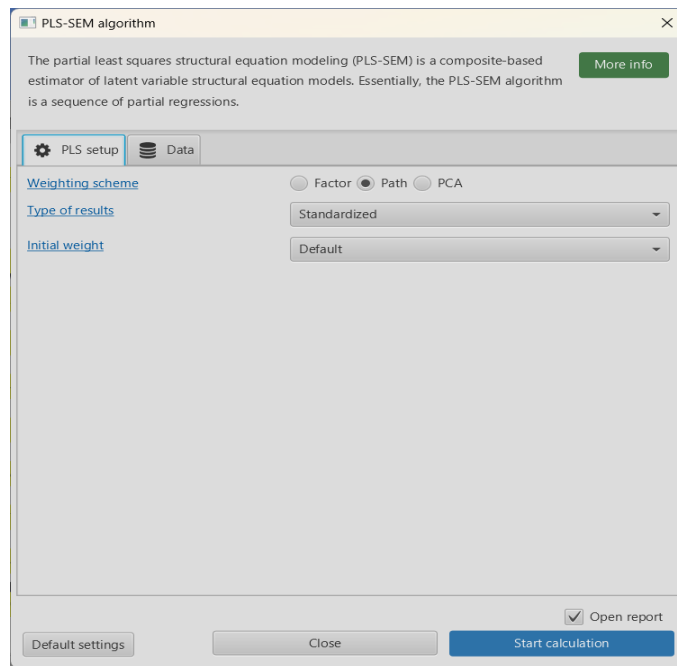 PLS-SEM algorithm
The partial least squares structural equation modeling (PLS-SEM) is a composite-based
estimator of latent variable structural equation models. Essentially, the PLS-SEM algorithm
is a sequence of partial regressions.
More info
PLS setup Data
Weighting scheme Factor Path PCA
Type of results Standardized
Initial weight Default
Open report
Default settings Close Start calculation